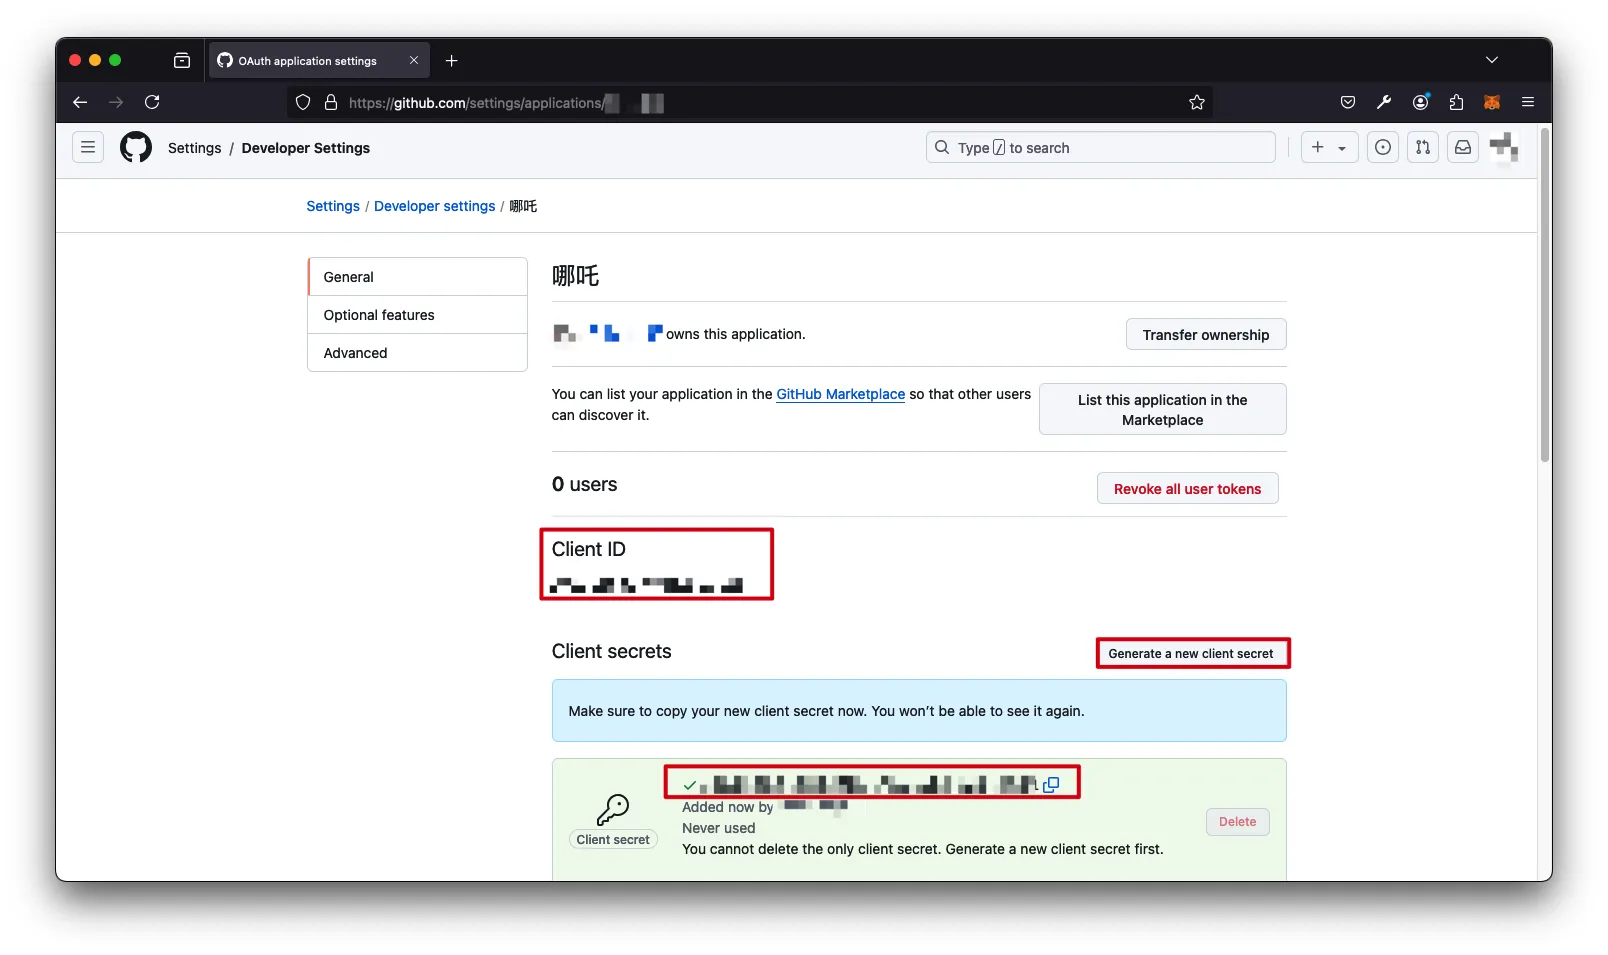 OAuth application settings
https://github.com/settings/applications/
Settings / Developer Settings
Type / to search
Settings / Developer settings / 哪吒
General
Optional features
Advanced
哪吒
owns this application.
Transfer ownership
You can list your application in the GitHub Marketplace so that other users
can discover it.
List this application in the
Marketplace
0 users
Revoke all user tokens
Client ID
Client secrets
Generate a new client secret
Make sure to copy your new client secret now. You won’t be able to see it again.
Added now by
Never used
You cannot delete the only client secret. Generate a new client secret first.
Client secret
Delete